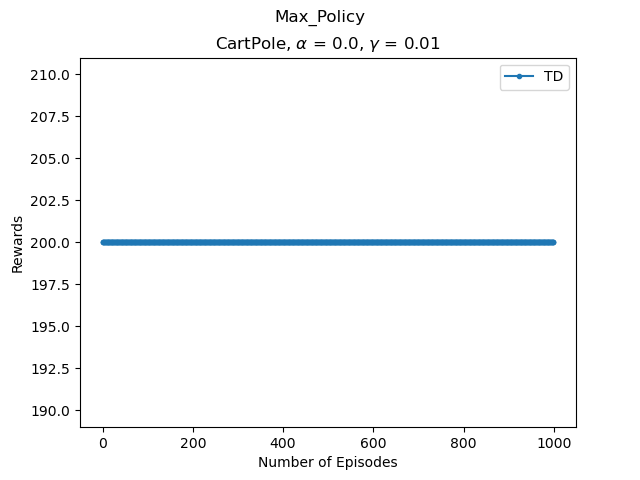 Max_Policy
CartPole, α = 0.0, γ = 0.01
TD
210.0
207.5
205.0
202.5
200.0
197.5
195.0
192.5
190.0
Rewards
0 200 400 600 800 1000
Number of Episodes